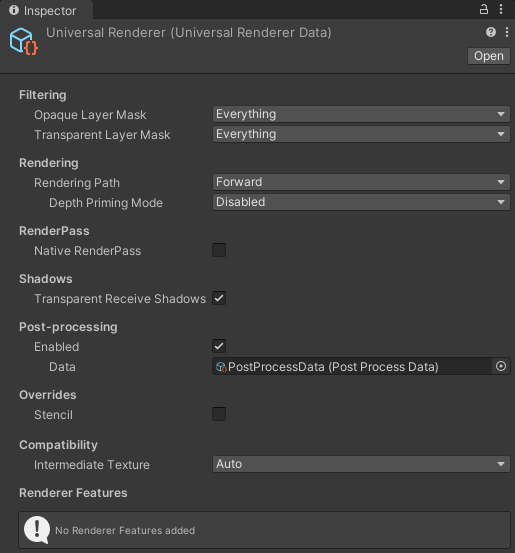 Inspector
Universal Renderer (Universal Renderer Data)
Open
Filtering
Opaque Layer Mask Everything
Transparent Layer Mask Everything
Rendering
Rendering Path Forward
Depth Priming Mode Disabled
RenderPass
Native RenderPass
Shadows
Transparent Receive Shadows
Post-processing
Enabled
Data PostProcessData (Post Process Data)
Overrides
Stencil
Compatibility
Intermediate Texture Auto
Renderer Features
No Renderer Features added